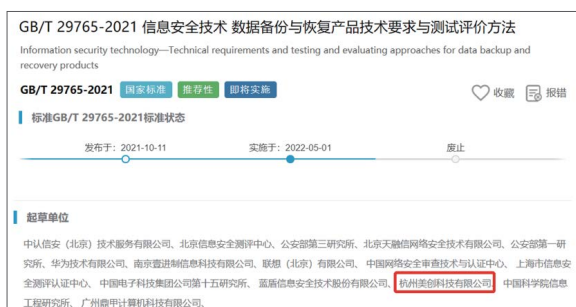 GB/T 29765-2021 信息安全技术 数据备份与恢复产品技术要求与测试评价方法
Information security technology—Technical requirements and testing and evaluating approaches for data backup and
recovery products
GB/T 29765-2021 国家标准 推荐性 即将实施 收藏 报错
标准GB/T 29765-2021标准状态
发布于：2021-10-11 实施于：2022-05-01 废止
起草单位
中认信安（北京）技术服务有限公司、北京信息安全测评中心、公安部第三研究所、北京天融信网络安全技术有限公司、公安部第一研
究所、华为技术有限公司、南京壹进制信息科技有限公司、联想（北京）有限公司、 中国网络安全审查技术与认证中心、 上海市信息安
全测评认证中心、 中国电子科技集团公司第十五研究所、 蓝盾信息安全技术股份有限公司、 杭州美创科技有限公司、 中国科学院信息
工程研究所、 广州鼎甲计算机科技有限公司、